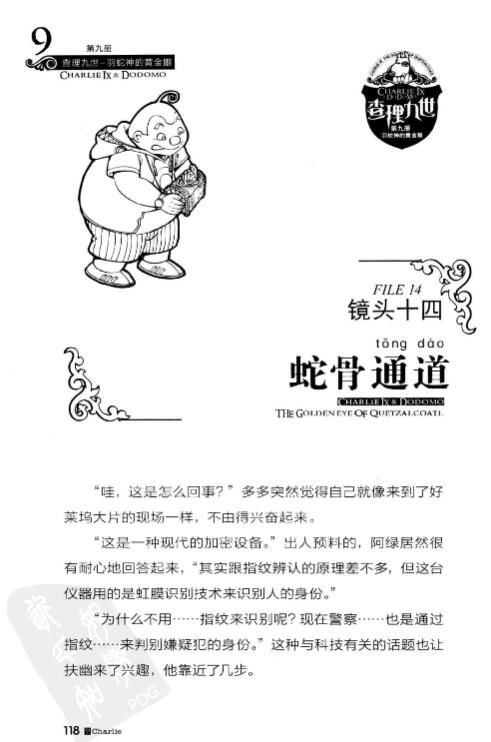 9
第九册
查理九世-羽蛇神的黄金眼
CHARLIE IX & DODOMO
CHARLIE IX
& DODOMO
查理九世
第九册
羽蛇神的黄金眼
FILE 14
镜头十四
tōng dào
蛇骨通道
CHARLIE IX & DODOMO
THE GOLDEN EYE OF QUETZALCOATL
“哇，这是怎么回事？”多多突然觉得自己就像来到了好
莱坞大片的现场一样，不由得兴奋起来。
“这是一种现代的加密设备。”出人预料的，阿绿居然很
有耐心地回答起来，“其实跟指纹辨认的原理差不多，但这台
仪器用的是虹膜识别技术来识别人的身份。”
“为什么不用……指纹来识别呢？现在警察……也是通过
指纹……来判别嫌疑犯的身份。”这种与科技有关的话题也让
扶幽来了兴趣，他靠近了几步。
PDG
118 Charlie